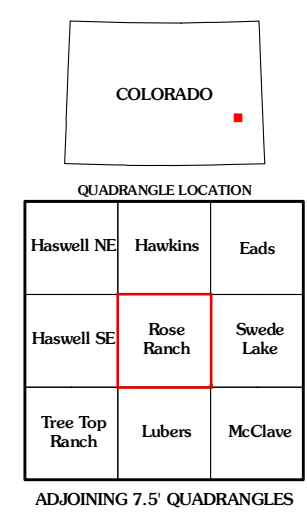 COLORADO
QUADRANGLE LOCATION
Haswell NE
Hawkins
Eads
Haswell SE
Rose
Ranch
Swede
Lake
Tree Top
Ranch
Lubers
McClave
ADJOINING 7.5' QUADRANGLES